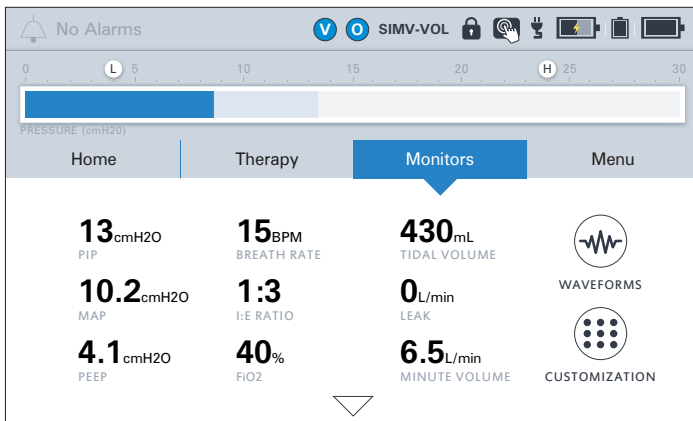 No Alarms V O SIMV-VOL
0 L 5 10 15 20 H 25 30
PRESSURE (cmH20)
Home Therapy Monitors Menu
13cmH2O 15BPM 430mL
PIP BREATH RATE TIDAL VOLUME
WAVEFORMS
10.2cmH2O 1:3 0L/min
MAP I:E RATIO LEAK
4.1cmH2O 40% 6.5L/min
PEEP FiO2 MINUTE VOLUME CUSTOMIZATION